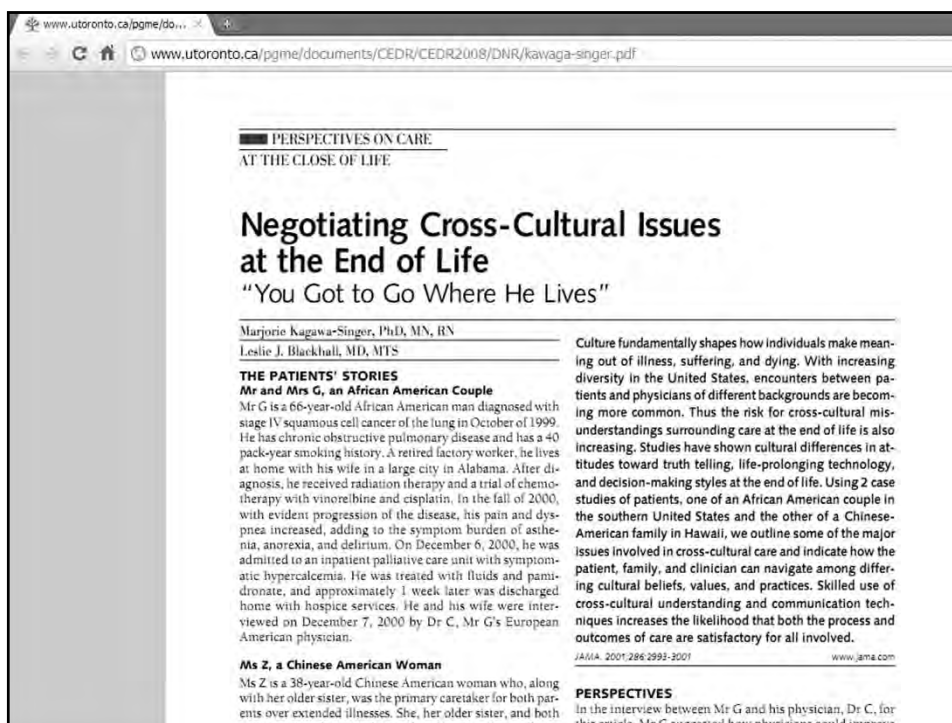 www.utoronto.ca/pgme/do...
www.utoronto.ca/pgme/documents/CEDR/CEDR2008/DNR/kawaga-singer.pdf
PERSPECTIVES ON CARE
AT THE CLOSE OF LIFE
Negotiating Cross-Cultural Issues
at the End of Life
"You Got to Go Where He Lives"
Marjorie Kagawa-Singer, PhD, MN, RN
Leslie J. Blackhall, MD, MTS
THE PATIENTS' STORIES
Mr and Mrs G, an African American Couple
Mr G is a 66-year-old African American man diagnosed with
stage IV squamous cell cancer of the lung in October of 1999.
He has chronic obstructive pulmonary disease and has a 40
pack-year smoking history. A retired factory worker, he lives
at home with his wife in a large city in Alabama. After di-
agnosis, he received radiation therapy and a trial of chemo-
therapy with vinorelbine and cisplatin. In the fall of 2000,
with evident progression of the disease, his pain and dys-
pnea increased, adding to the symptom burden of asthe-
nia, anorexia, and delirium. On December 6, 2000, he was
admitted to an inpatient palliative care unit with symptom-
atic hypercalcemia. He was treated with fluids and pami-
dronate, and approximately 1 week later was discharged
home with hospice services. He and his wife were inter-
viewed on December 7, 2000 by Dr C, Mr G's European
American physician.
Ms Z, a Chinese American Woman
Ms Z is a 38-year-old Chinese American woman who, along
with her older sister, was the primary caretaker for both par-
ents over extended illnesses. She, her older sister, and both
Culture fundamentally shapes how individuals make mean-
ing out of illness, suffering, and dying. With increasing
diversity in the United States, encounters between pa-
tients and physicians of different backgrounds are becom-
ing more common. Thus the risk for cross-cultural mis-
understandings surrounding care at the end of life is also
increasing. Studies have shown cultural differences in at-
titudes toward truth telling, life-prolonging technology,
and decision-making styles at the end of life. Using 2 case
studies of patients, one of an African American couple in
the southern United States and the other of a Chinese-
American family in Hawaii, we outline some of the major
issues involved in cross-cultural care and indicate how the
patient, family, and clinician can navigate among differ-
ing cultural beliefs, values, and practices. Skilled use of
cross-cultural understanding and communication tech-
niques increases the likelihood that both the process and
outcomes of care are satisfactory for all involved.
JAMA. 2001;286:2993-3001 www.jama.com
PERSPECTIVES
In the interview between Mr G and his physician, Dr C, for
this article, Mr G suggested how physicians could improve